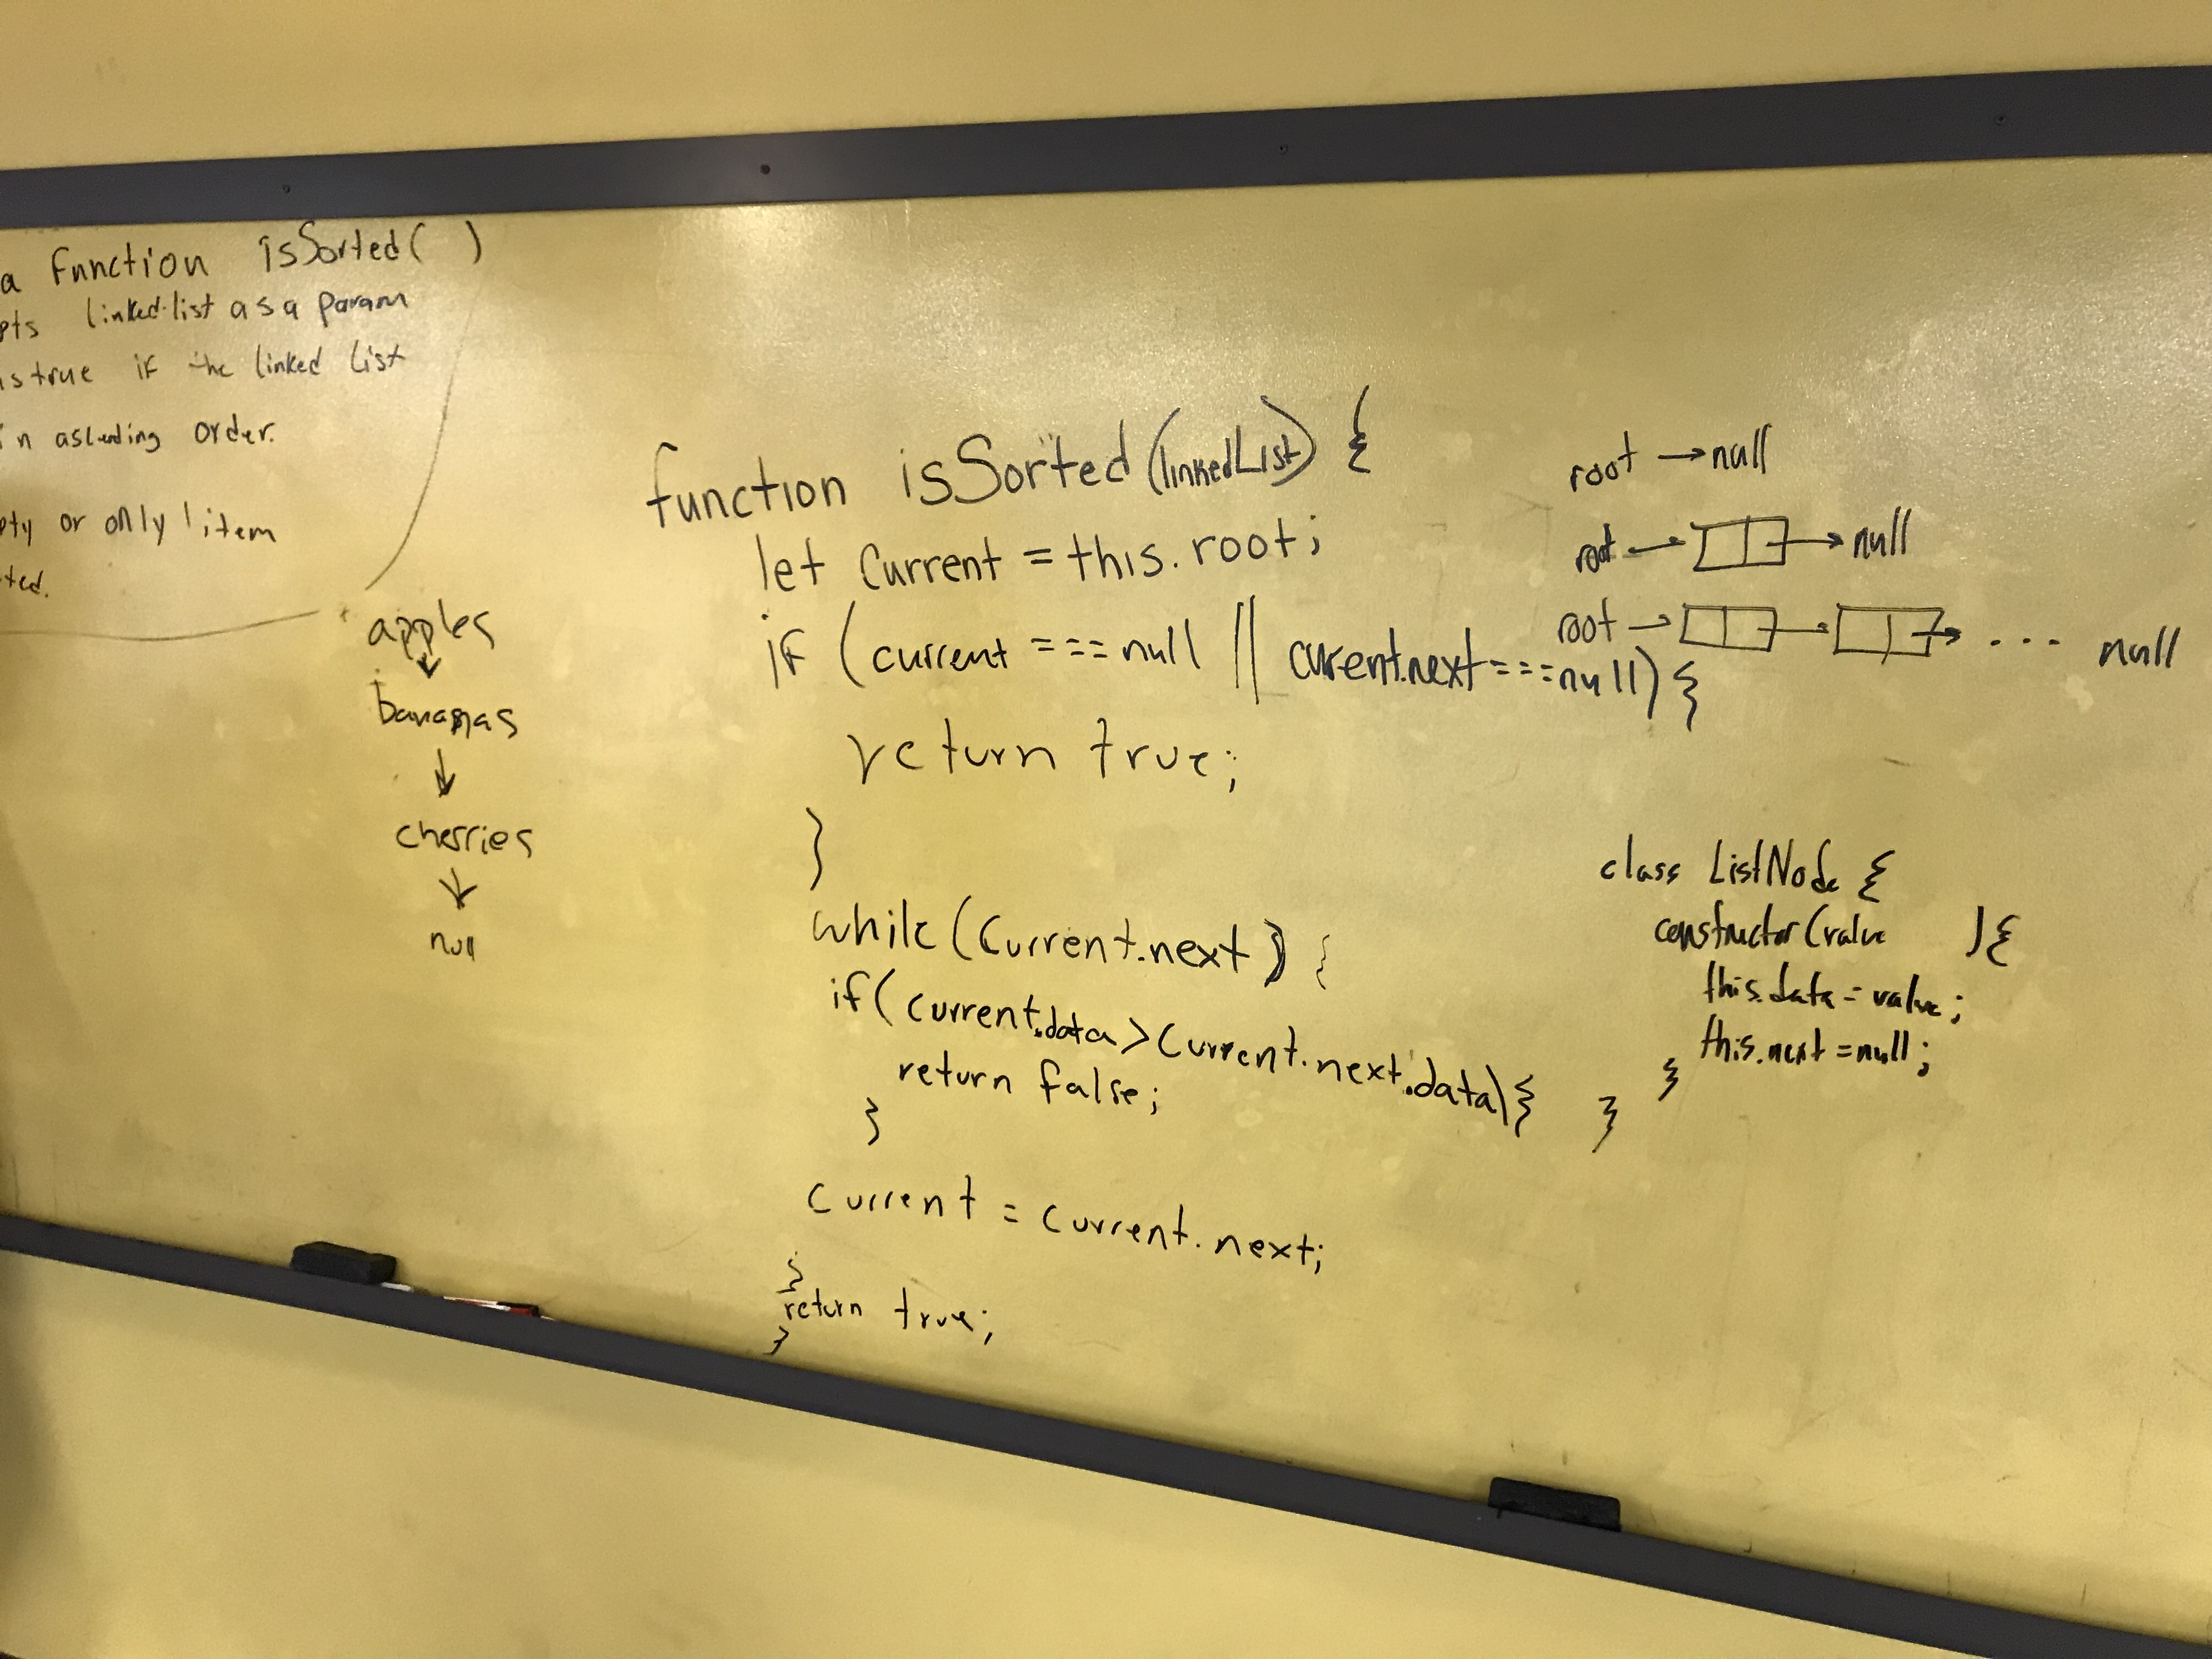 a function isSorted( )
pts linked-list as a param
s true if the linked list
in ascending order.
pty or only 1 item
ted.
apples
bananas
cherries
null
function isSorted(linkedList) {
let current = this.root;
if (current === null || current.next === null) {
return true;
}
while (current.next) {
if (current.data > current.next.data) {
return false;
}
current = current.next;
}
return true;
}
root → null
root → → null
root → → → ... null
class ListNode {
constructor(value ) {
this.data = value;
this.next = null;
}
}